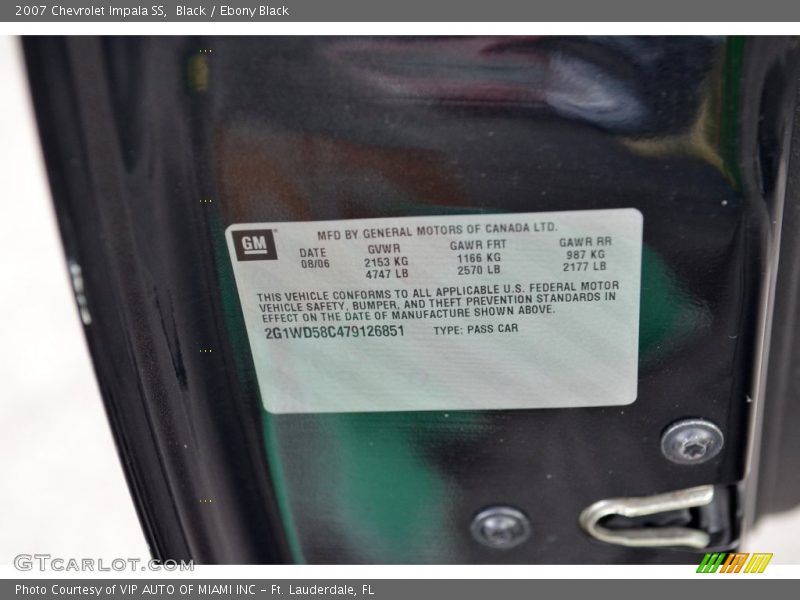 2007 Chevrolet Impala SS, Black / Ebony Black
GM
MFD BY GENERAL MOTORS OF CANADA LTD.
DATE GVWR GAWR FRT GAWR RR
08/06 2153 KG 1166 KG 987 KG
4747 LB 2570 LB 2177 LB
THIS VEHICLE CONFORMS TO ALL APPLICABLE U.S. FEDERAL MOTOR
VEHICLE SAFETY, BUMPER, AND THEFT PREVENTION STANDARDS IN
EFFECT ON THE DATE OF MANUFACTURE SHOWN ABOVE.
2G1WD58C479126851 TYPE: PASS CAR
GTCARLOT.COM
Photo Courtesy of VIP AUTO OF MIAMI INC - Ft. Lauderdale, FL